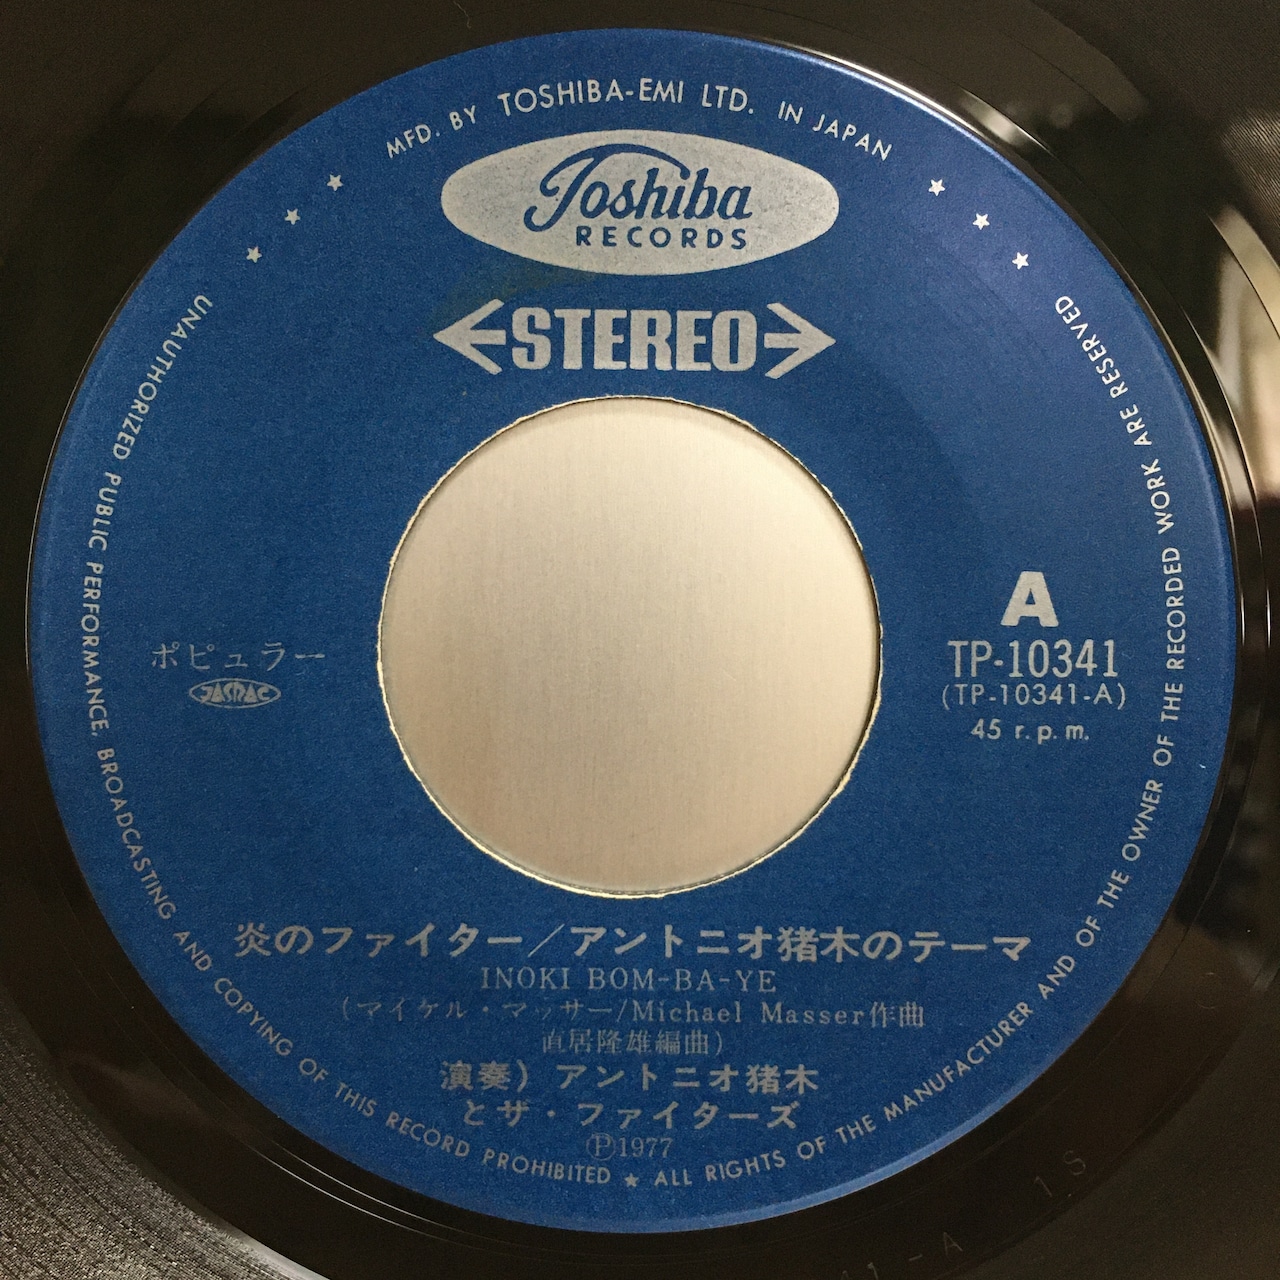 MFD. BY TOSHIBA-EMI LTD. IN JAPAN
Toshiba
RECORDS
STEREO
A
ポピュラー
JASRAC
TP-10341
(TP-10341-A)
45 r.p.m.
炎のファイター/アントニオ猪木のテーマ
INOKI BOM-BA-YE
(マイケル・マッサー/Michael Masser作曲
直居隆雄編曲)
演奏) アントニオ猪木
とザ・ファイターズ
Ⓟ1977
UNAUTHORIZED PUBLIC PERFORMANCE, BROADCASTING AND COPYING OF THIS RECORD PROHIBITED ★ ALL RIGHTS OF THE MANUFACTURER AND OF THE OWNER OF THE RECORDED WORK ARE RESERVED
1S